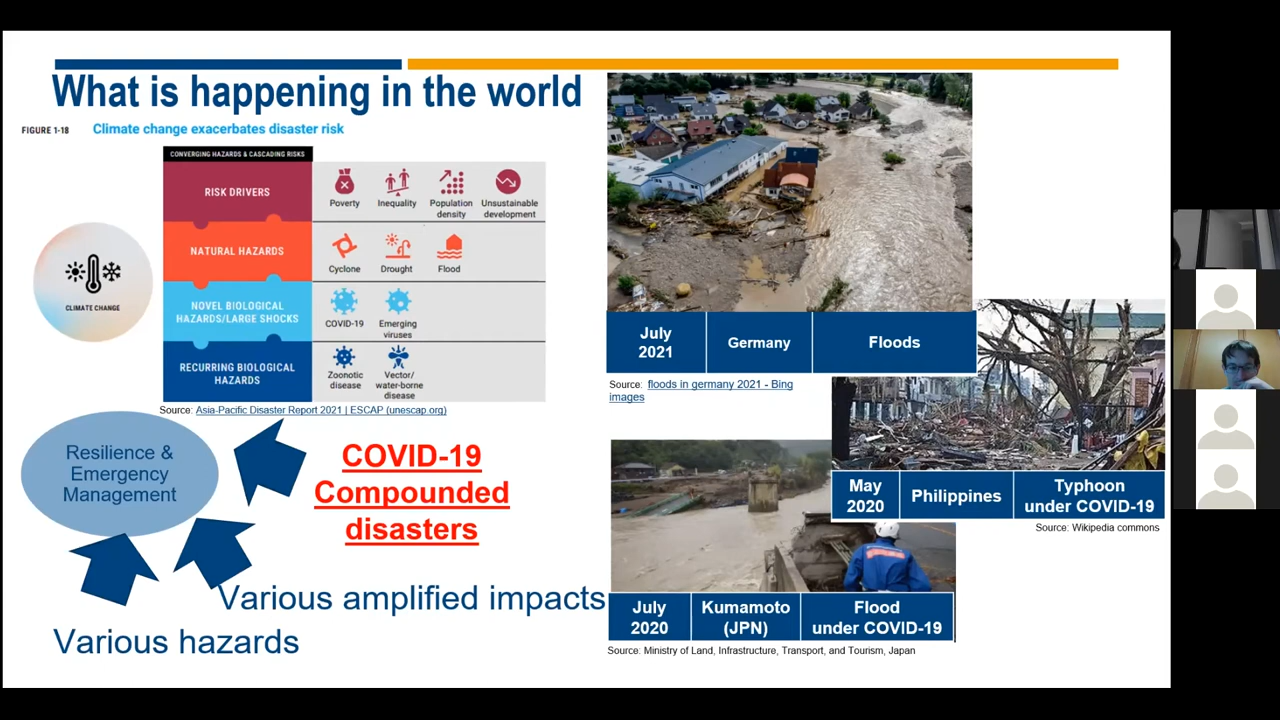 What is happening in the world
FIGURE 1-18
Climate change exacerbates disaster risk
CONVERGING HAZARDS & CASCADING RISKS
RISK DRIVERS
Poverty
Inequality
Population
density
Unsustainable
development
NATURAL HAZARDS
Cyclone
Drought
Flood
CLIMATE CHANGE
NOVEL BIOLOGICAL
HAZARDS/LARGE SHOCKS
COVID-19
Emerging
viruses
RECURRING BIOLOGICAL
HAZARDS
Zoonotic
disease
Vector/
water-borne
disease
Source: Asia-Pacific Disaster Report 2021 | ESCAP (unescap.org)
Resilience &
Emergency
Management
COVID-19
Compounded
disasters
Various amplified impacts
Various hazards
July
2021
Germany
Floods
Source: floods in germany 2021 - Bing
images
May
2020
Philippines
Typhoon
under COVID-19
Source: Wikipedia commons
July
2020
Kumamoto
(JPN)
Flood
under COVID-19
Source: Ministry of Land, Infrastructure, Transport, and Tourism, Japan